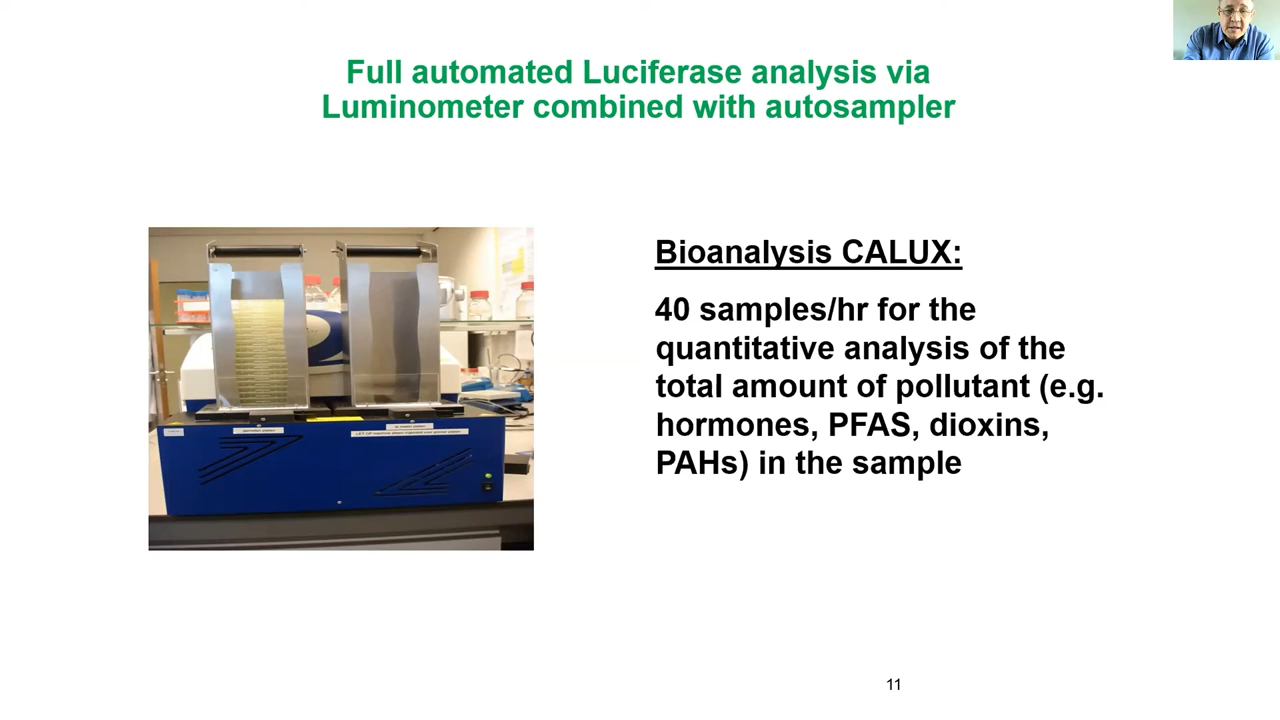 Full automated Luciferase analysis via
Luminometer combined with autosampler
Bioanalysis CALUX:
40 samples/hr for the
quantitative analysis of the
total amount of pollutant (e.g.
hormones, PFAS, dioxins,
PAHs) in the sample
11